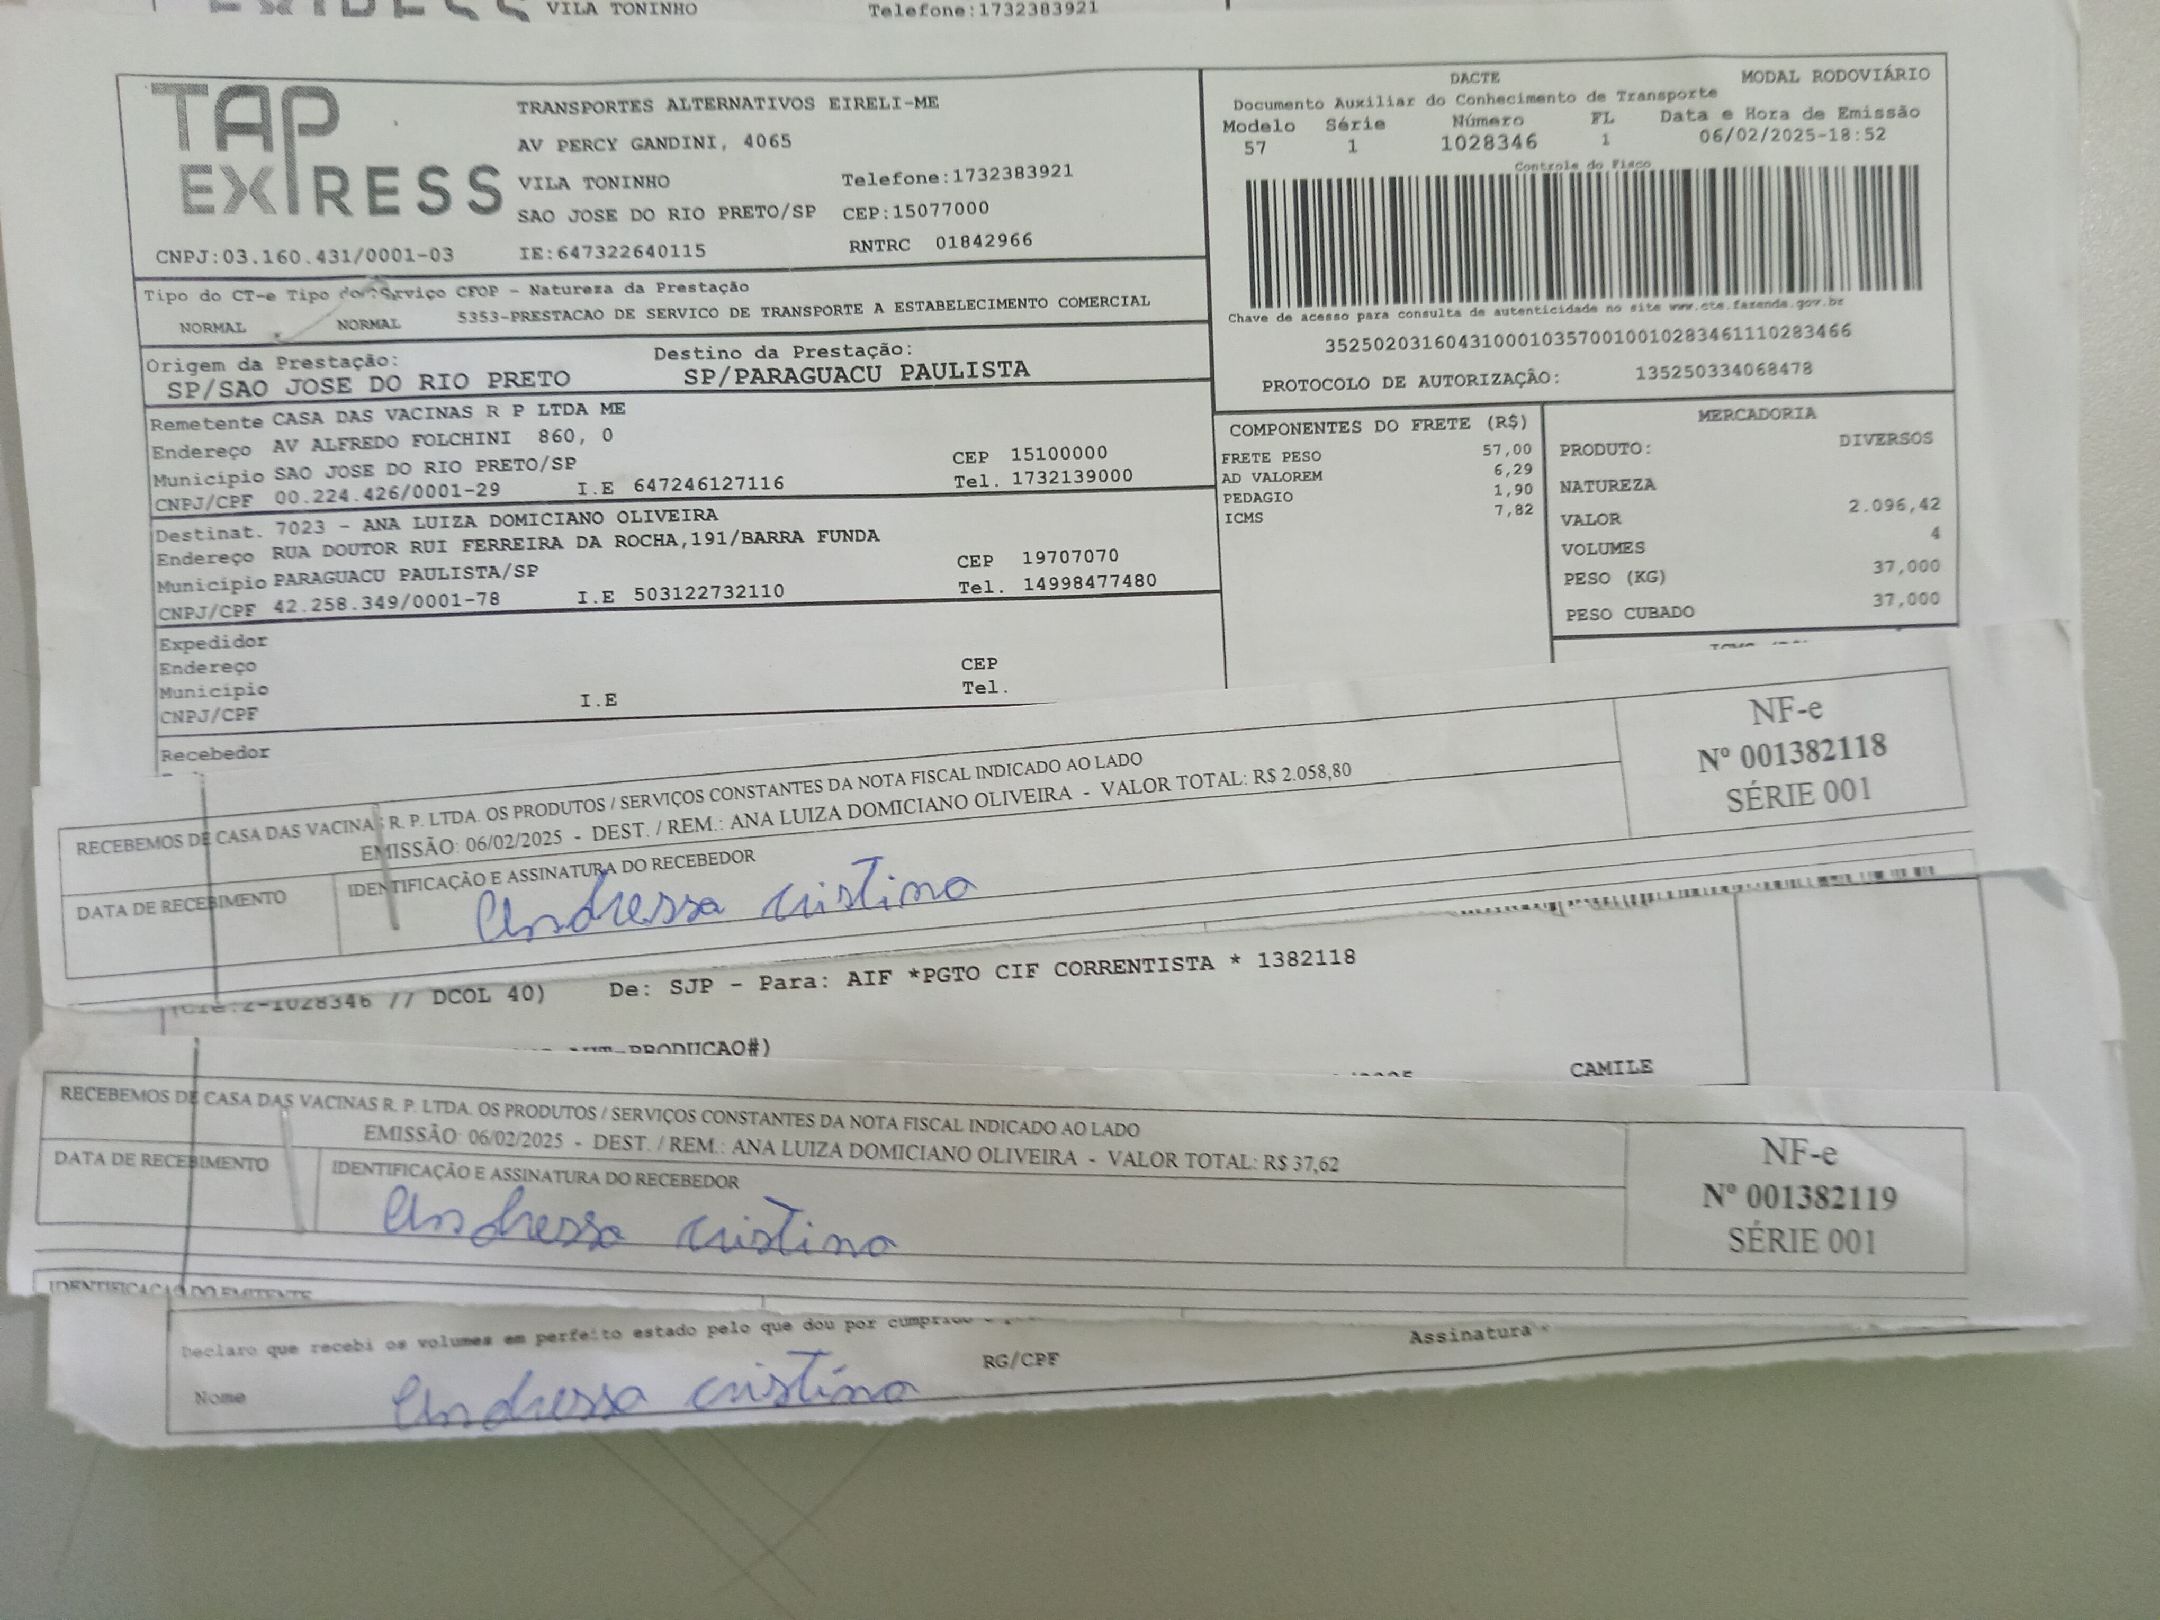 VILA TONINHO Telefone:1732383921
TAP EXPRESS
TRANSPORTES ALTERNATIVOS EIRELI-ME
AV PERCY GANDINI, 4065
VILA TONINHO Telefone:1732383921
SAO JOSE DO RIO PRETO/SP CEP:15077000
CNPJ:03.160.431/0001-03 IE:647322640115 RNTRC 01842966
DACTE MODAL RODOVIÁRIO
Documento Auxiliar do Conhecimento de Transporte
Modelo Série Número FL Data e Hora de Emissão
57 1 1028346 1 06/02/2025-18:52
Controle do Fisco
Chave de acesso para consulta de autenticidade no site www.cte.fazenda.gov.br
35250203160431000103570010010283461110283466
PROTOCOLO DE AUTORIZAÇÃO: 135250334068478
Tipo do CT-e Tipo do Serviço CFOP - Natureza da Prestação
NORMAL NORMAL 5353-PRESTACAO DE SERVICO DE TRANSPORTE A ESTABELECIMENTO COMERCIAL
Origem da Prestação: Destino da Prestação:
SP/SAO JOSE DO RIO PRETO SP/PARAGUACU PAULISTA
Remetente CASA DAS VACINAS R P LTDA ME
Endereço AV ALFREDO FOLCHINI 860, 0
Município SAO JOSE DO RIO PRETO/SP CEP 15100000
CNPJ/CPF 00.224.426/0001-29 I.E 647246127116 Tel. 1732139000
Destinat. 7023 - ANA LUIZA DOMICIANO OLIVEIRA
Endereço RUA DOUTOR RUI FERREIRA DA ROCHA,191/BARRA FUNDA
Município PARAGUACU PAULISTA/SP CEP 19707070
CNPJ/CPF 42.258.349/0001-78 I.E 503122732110 Tel. 14998477480
Expedidor
Endereço CEP
Município Tel.
CNPJ/CPF I.E
Recebedor
COMPONENTES DO FRETE (R$)
FRETE PESO 57,00
AD VALOREM 6,29
PEDAGIO 1,90
ICMS 7,82
MERCADORIA
PRODUTO: DIVERSOS
NATUREZA
VALOR 2.096,42
VOLUMES 4
PESO (KG) 37,000
PESO CUBADO 37,000
RECEBEMOS DE CASA DAS VACINAS R. P. LTDA. OS PRODUTOS / SERVIÇOS CONSTANTES DA NOTA FISCAL INDICADO AO LADO
EMISSÃO: 06/02/2025 - DEST. / REM.: ANA LUIZA DOMICIANO OLIVEIRA - VALOR TOTAL: R$ 2.058,80
DATA DE RECEBIMENTO IDENTIFICAÇÃO E ASSINATURA DO RECEBEDOR
Andressa cristina
NF-e
Nº 001382118
SÉRIE 001
1028346 // DCOL 40) De: SJP - Para: AIF *PGTO CIF CORRENTISTA * 1382118
PRODUCAO#)
CAMILE
RECEBEMOS DE CASA DAS VACINAS R. P. LTDA. OS PRODUTOS / SERVIÇOS CONSTANTES DA NOTA FISCAL INDICADO AO LADO
EMISSÃO: 06/02/2025 - DEST. / REM.: ANA LUIZA DOMICIANO OLIVEIRA - VALOR TOTAL: R$ 37,62
DATA DE RECEBIMENTO IDENTIFICAÇÃO E ASSINATURA DO RECEBEDOR
Andressa cristina
NF-e
Nº 001382119
SÉRIE 001
IDENTIFICAÇÃO DO EMITENTE
Declaro que recebi os volumes em perfeito estado pelo que dou por cumprido
Nome RG/CPF Assinatura
Andressa cristina